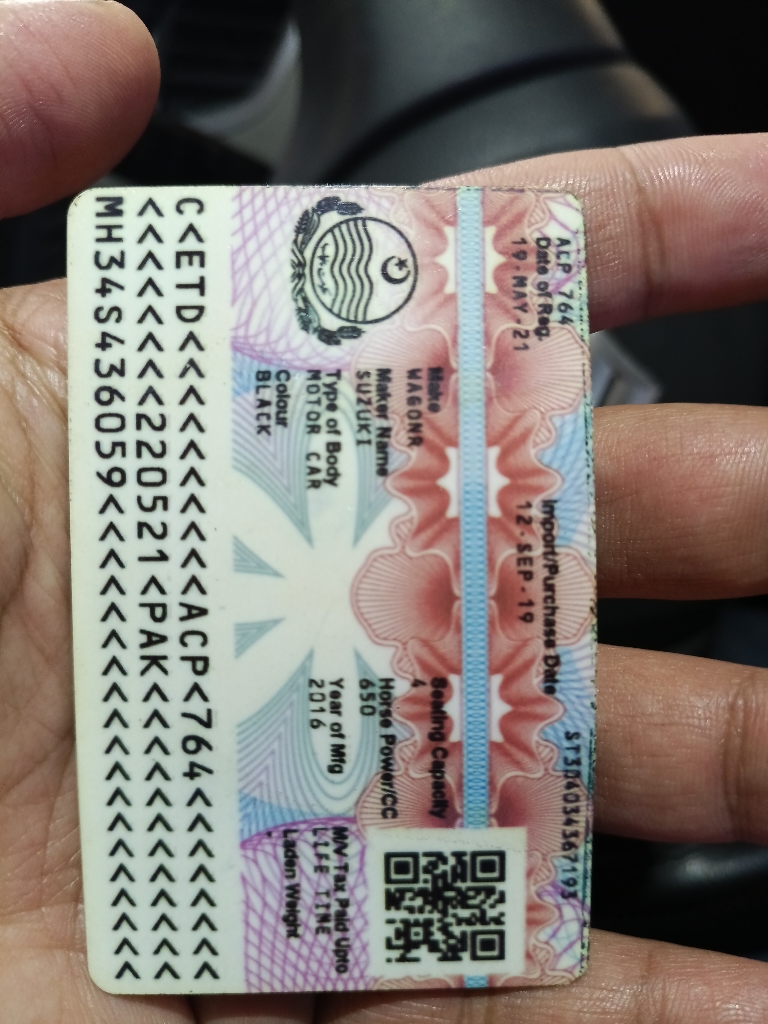 ACP 764
Date of Reg.
19-MAY-21
Import/Purchase Date
12-SEP-19
ST30403436719З
Make
WAGONR
Maker Name
SUZUKI
Type of Body
MOTOR CAR
Colour
BLACK
Seating Capacity
4
Horse Power/CC
650
Year of Mfg
2016
M/V Tax Paid Upto
LIFE TIME
Laden Weight
C<ETD<<<<<<<<<<<ACP<764<<<<<<<
<<<<<<<<220521<PAK<<<<<<<<<<<<
MH34S436059<<<<<<<<<<<<<<<<<<<